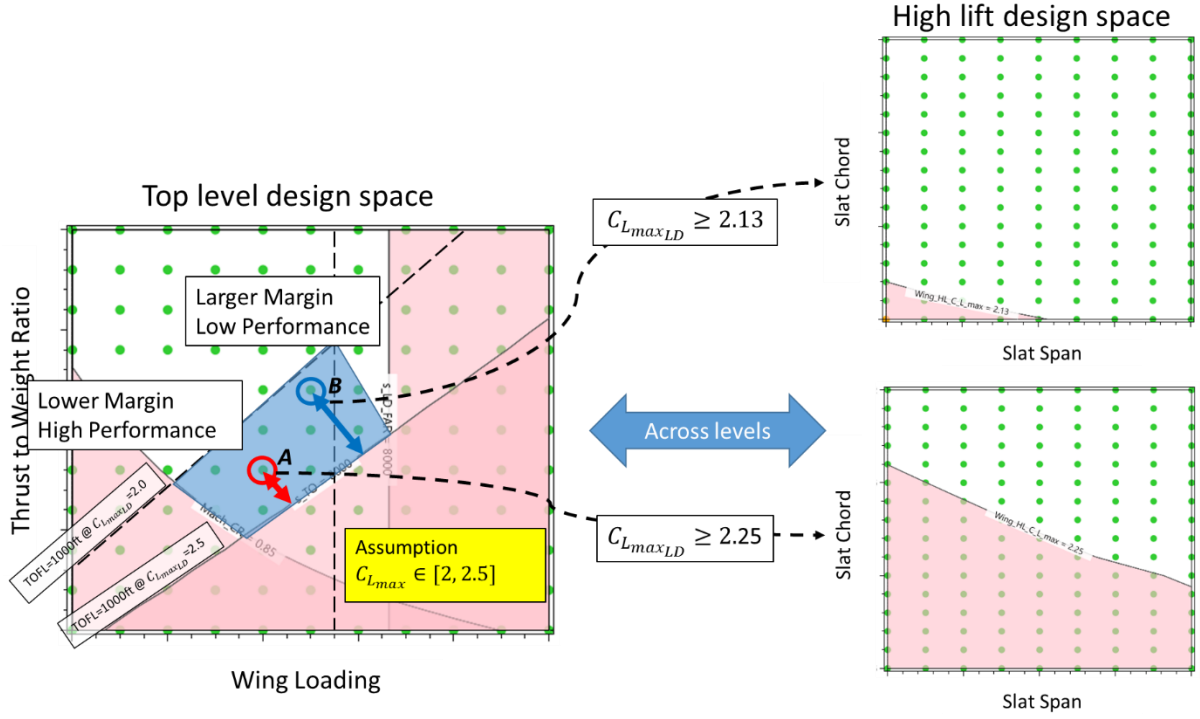 High lift design space
Top level design space
Thrust to Weight Ratio
Wing Loading
Larger Margin
Low Performance
Lower Margin
High Performance
B
A
TOFL=1000ft @ C_{L_{max_{LD}}}=2.0
TOFL=1000ft @ C_{L_{max_{LD}}}=2.5
Mach_CR = 0.85
s_LD_FAR = 8000
s_TO
000
Assumption
C_{L_{max}} ∈ [2, 2.5]
C_{L_{max_{LD}}} ≥ 2.13
Across levels
C_{L_{max_{LD}}} ≥ 2.25
Slat Chord
Wing_HL_C_L_max = 2.13
Slat Span
Slat Chord
Wing_HL_C_L_max = 2.25
Slat Span